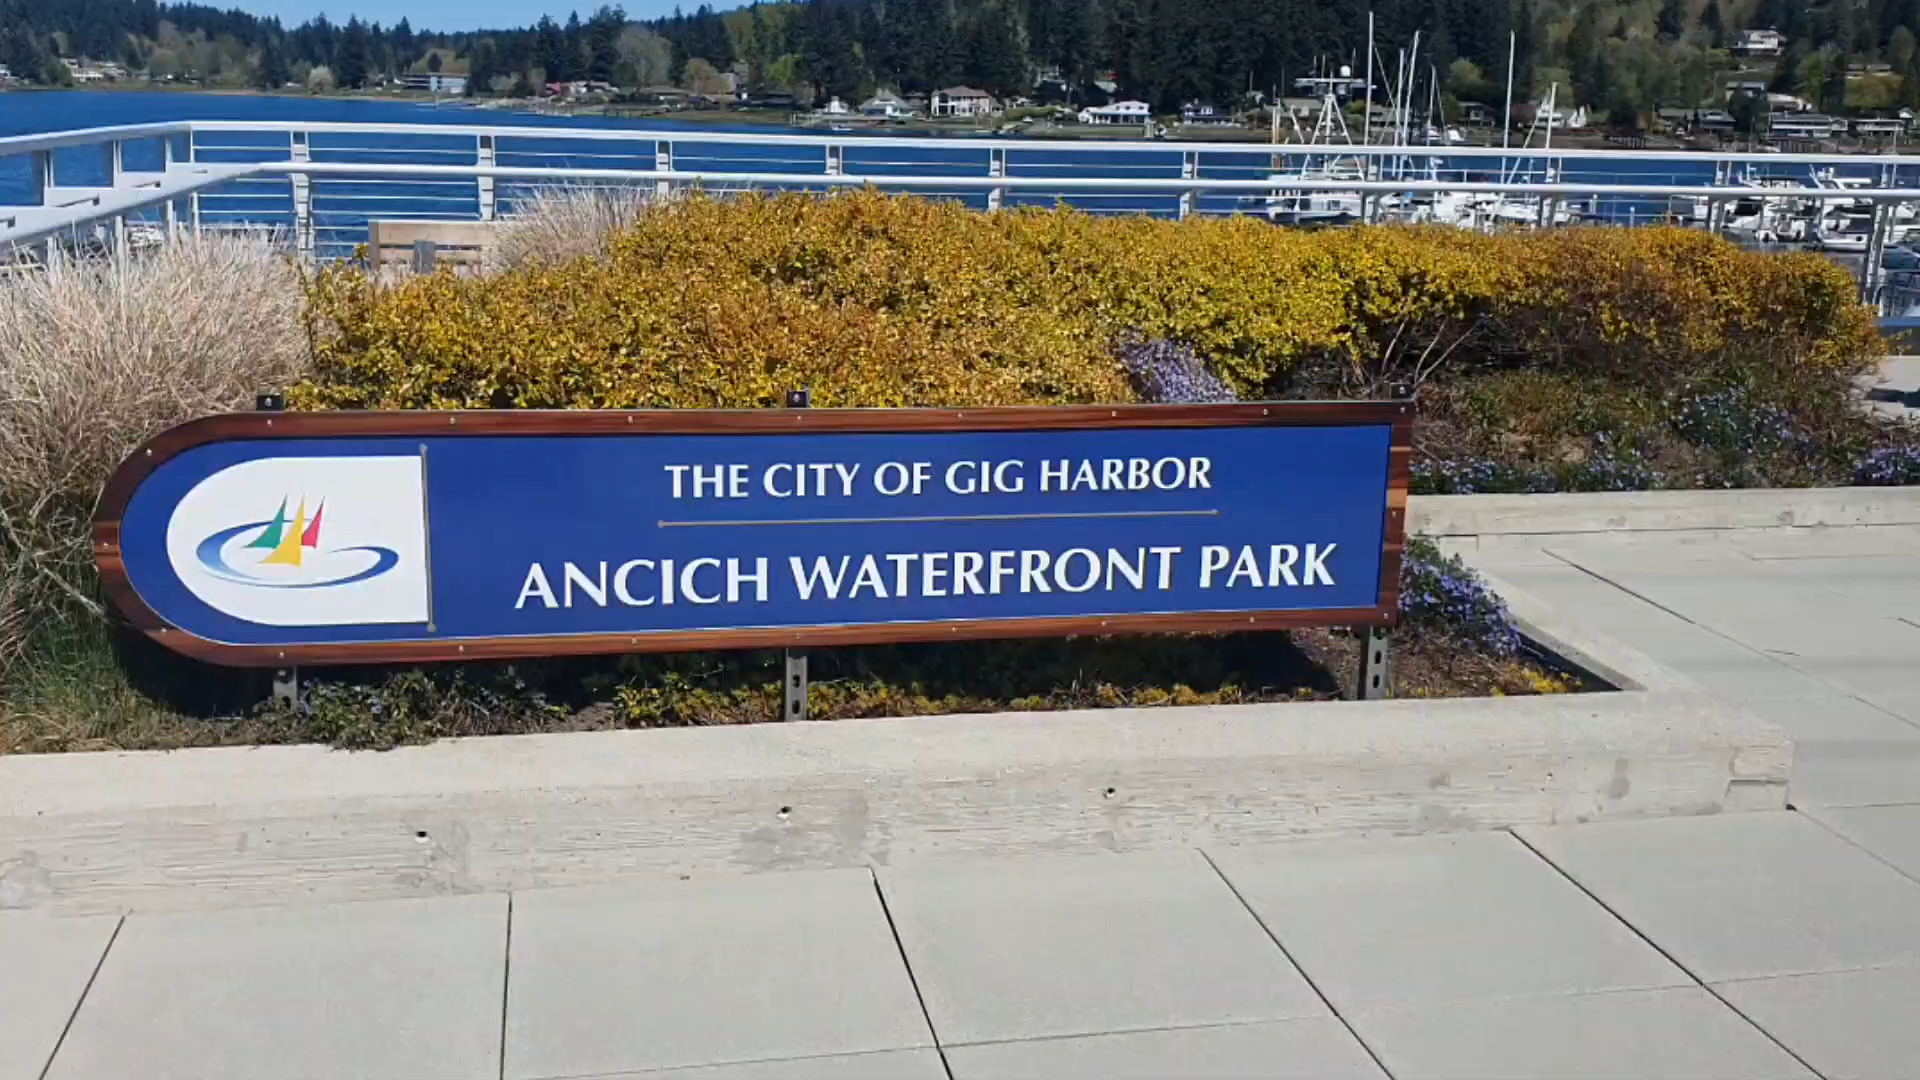 THE CITY OF GIG HARBOR
ANCICH WATERFRONT PARK